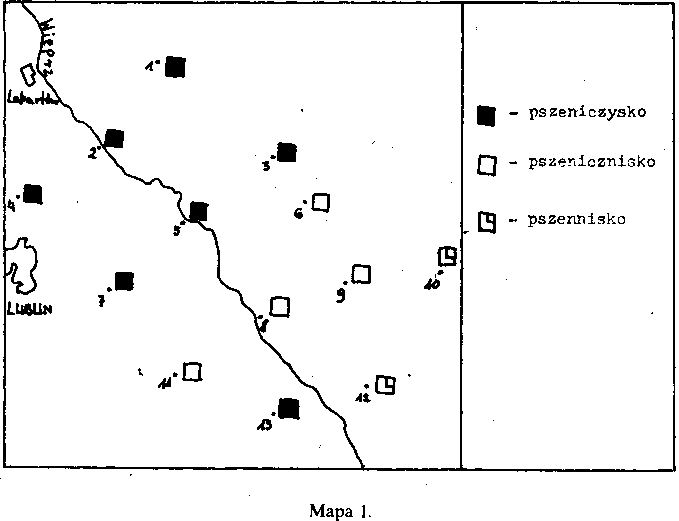 Wieprz
1
Lubartów
2
3
4
6
5
10
9
7
8
LUBLIN
11
12
13
- pszeniczysko
- pszenicznisko
- pszennisko
Mapa 1.